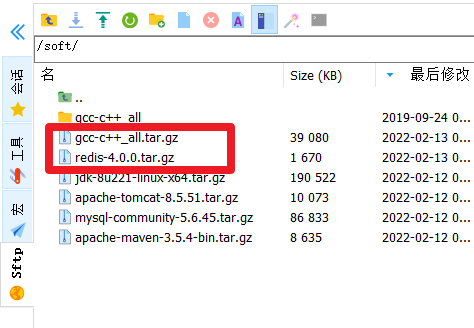 /soft/
名
Size (KB)
最后修改
..
gcc-c++_all
2019-09-24 0...
gcc-c++_all.tar.gz
39 080
2022-02-13 0...
redis-4.0.0.tar.gz
1 670
2022-02-13 0...
jdk-8u221-linux-x64.tar.gz
190 522
2022-02-12 0...
apache-tomcat-8.5.51.tar.gz
10 073
2022-02-12 0...
mysql-community-5.6.45.tar.gz
86 833
2022-02-12 0...
apache-maven-3.5.4-bin.tar.gz
8 635
2022-02-12 0...
会话
工具
宏
Sftp